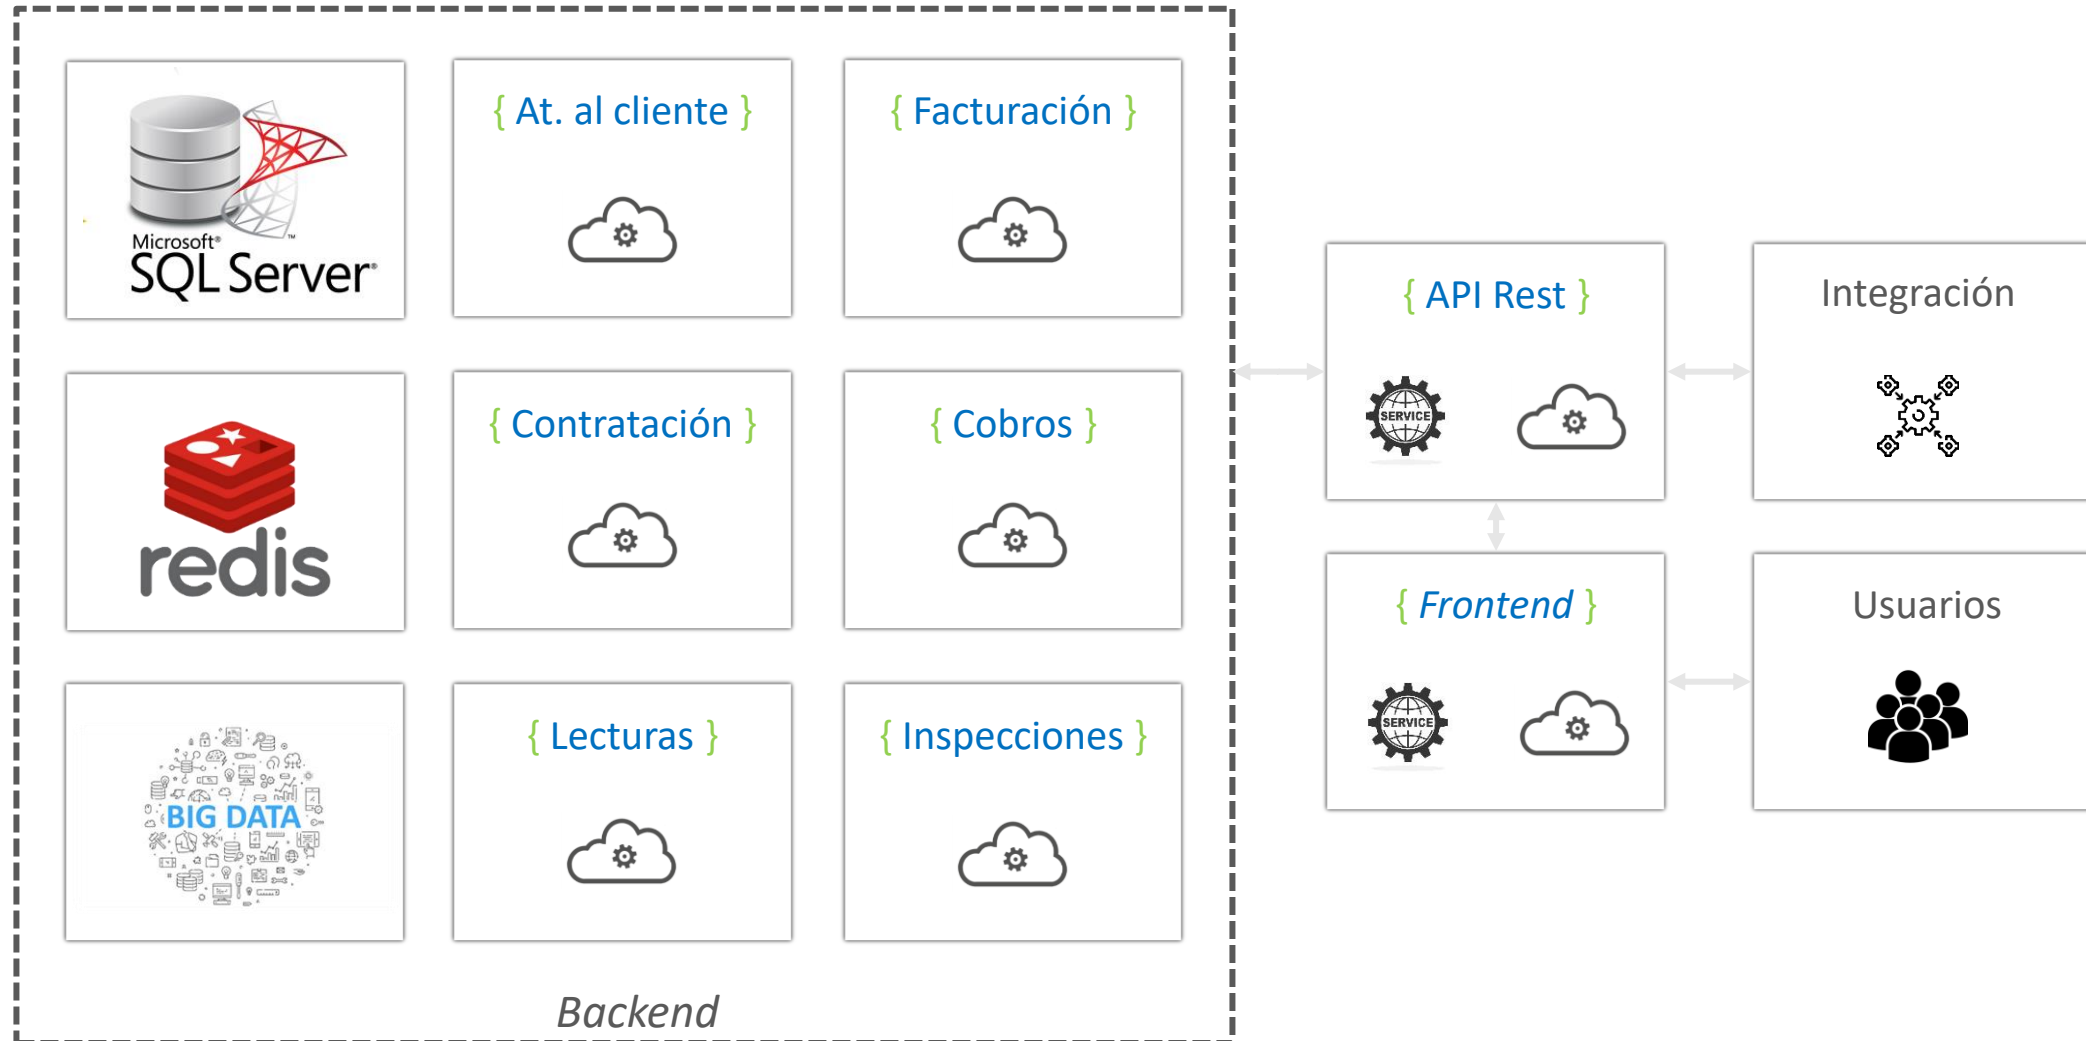 Microsoft®
SQL Server®
{ At. al cliente }
{ Facturación }
redis
{ Contratación }
{ Cobros }
BIG DATA
{ Lecturas }
{ Inspecciones }
Backend
{ API Rest }
SERVICE
Integración
{ Frontend }
SERVICE
Usuarios